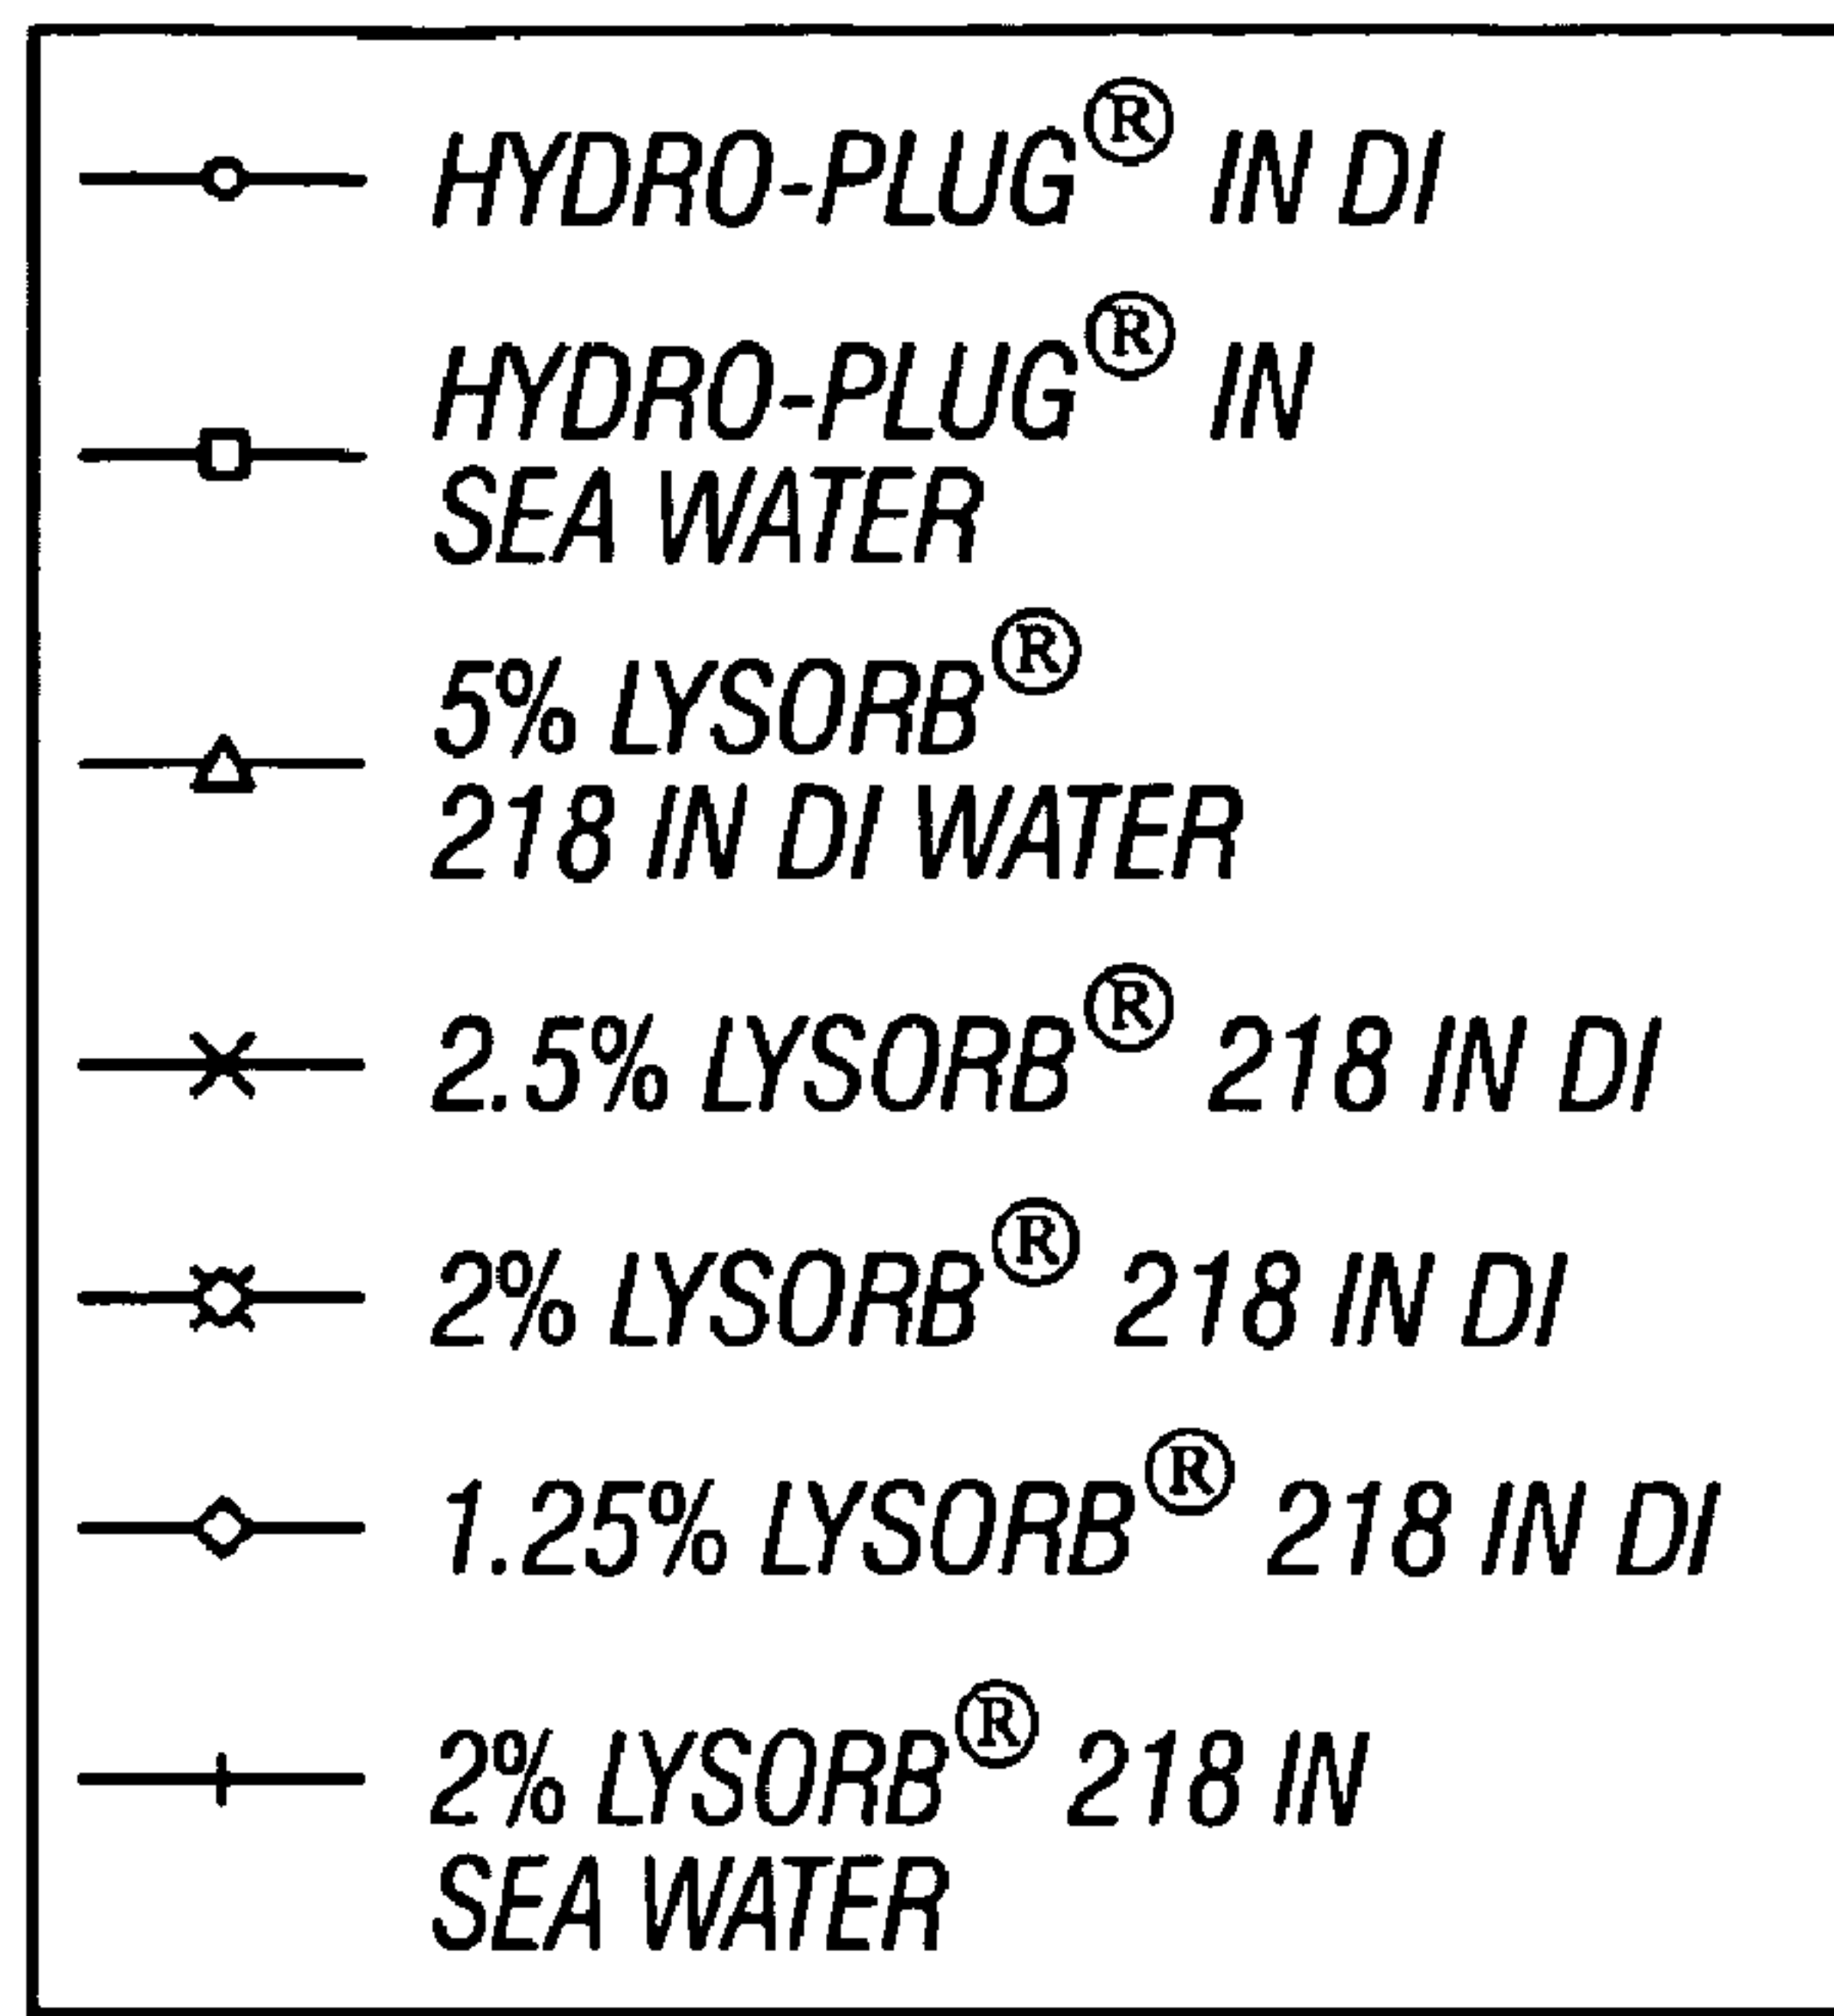 HYDRO-PLUG® IN DI
HYDRO-PLUG® IN
SEA WATER
5% LYSORB®
218 IN DI WATER
2.5% LYSORB® 218 IN DI
2% LYSORB® 218 IN DI
1.25% LYSORB® 218 IN DI
2% LYSORB® 218 IN
SEA WATER